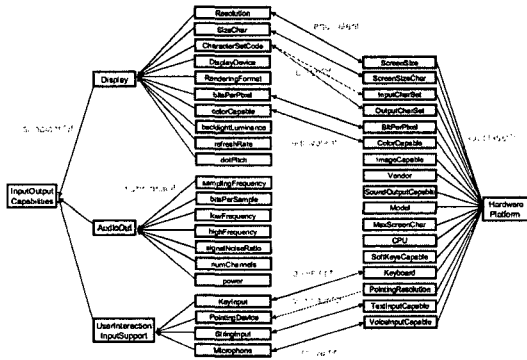 Resolution
SizeChar
CharacterSetCode
DisplayDevice
RenderingFormat
bitsPerPixel
colorCapable
backlightLuminance
refreshRate
dotPitch
Display
samplingFrequency
bitsPerSample
lowFrequency
highFrequency
signalNoiseRatio
numChannels
power
InputOutput
Capabilities
AudioOut
KeyInput
PointingDevice
StringInput
Microphone
UserInteraction
InputSupport
ScreenSize
ScreenSizeChar
InputCharSet
OutputCharSet
BitPerPixel
ColorCapable
ImageCapable
Vendor
SoundOutputCapable
Model
MaxScreenChar
CPU
SoftKeysCapable
Keyboard
PointingResolution
TextInputCapable
VoiceInputCapable
Hardware
Platform